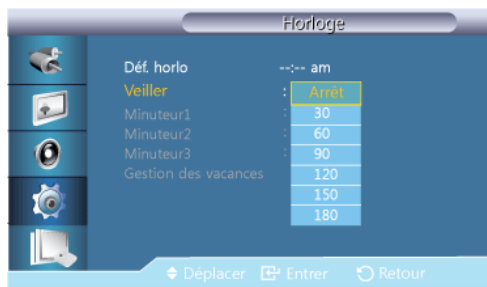 Horloge
Déf. horlo --:-- am
Veiller : Arrêt
Minuteur1 : 30
Minuteur2 : 60
Minuteur3 : 90
Gestion des vacances 120
150
180
Déplacer Entrer Retour